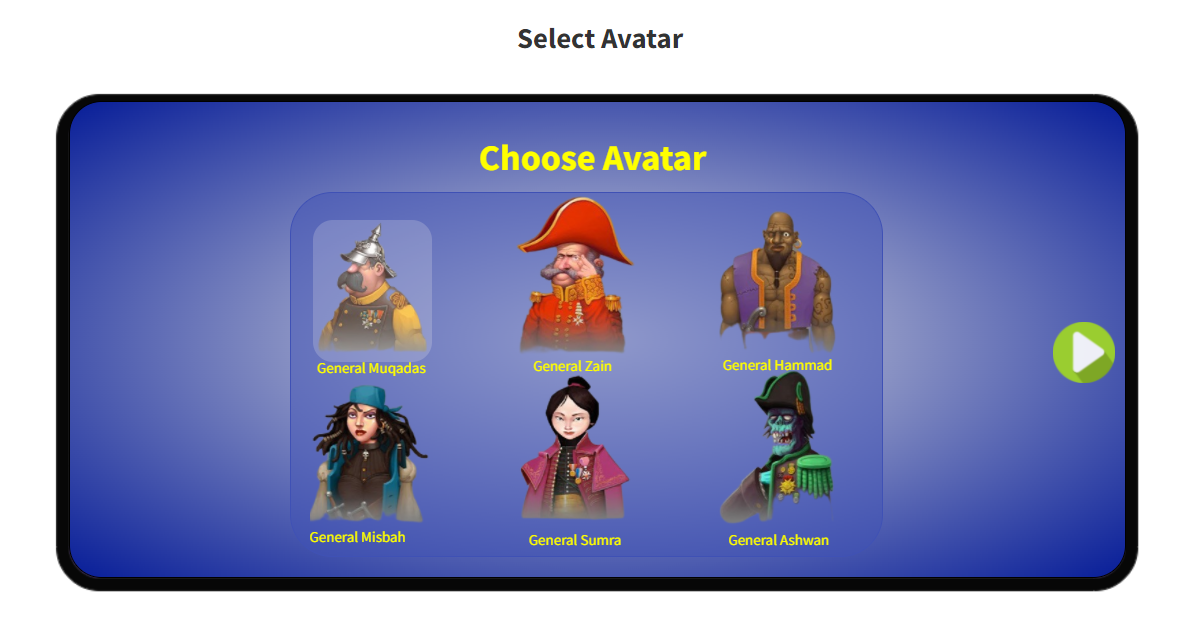 Select Avatar
Choose Avatar
General Muqadas
General Zain
General Hammad
General Misbah
General Sumra
General Ashwan